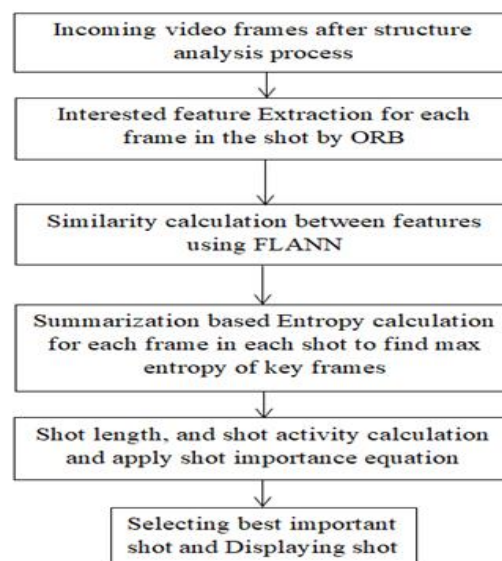 Incoming video frames after structure
analysis process
Interested feature Extraction for each
frame in the shot by ORB
Similarity calculation between features
using FLANN
Summarization based Entropy calculation
for each frame in each shot to find max
entropy of key frames
Shot length, and shot activity calculation
and apply shot importance equation
Selecting best important
shot and Displaying shot